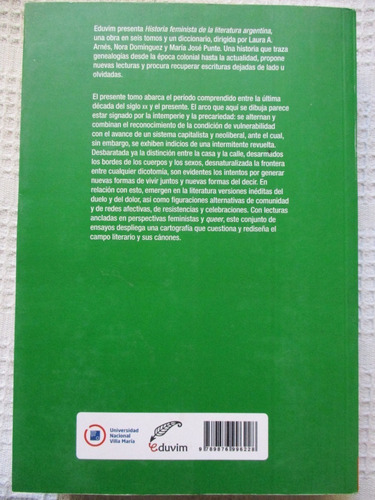 Eduvim presenta Historia feminista de la literatura argentina,
una obra en seis tomos y un diccionario, dirigida por Laura A.
Arnés, Nora Domínguez y María José Punte. Una historia que traza
genealogías desde la época colonial hasta la actualidad, propone
nuevas lecturas y procura recuperar escrituras dejadas de lado u
olvidadas.
El presente tomo abarca el período comprendido entre la última
década del siglo XX y el presente. El arco que aquí se dibuja parece
estar signado por la intemperie y la precariedad: se alternan y
combinan el reconocimiento de la condición de vulnerabilidad
con el avance de un sistema capitalista y neoliberal, ante el cual,
sin embargo, se exhiben indicios de una intermitente revuelta.
Desbaratada ya la distinción entre la casa y la calle, desarmados
los bordes de los cuerpos y los sexos, desnaturalizada la frontera
entre cualquier dicotomía, son evidentes los intentos por generar
nuevas formas de vivir juntos y nuevas formas del decir. En
relación con esto, emergen en la literatura versiones inéditas del
duelo y del dolor, así como figuraciones alternativas de comunidad
y de redes afectivas, de resistencias y celebraciones. Con lecturas
ancladas en perspectivas feministas y queer, este conjunto de
ensayos despliega una cartografía que cuestiona y rediseña el
campo literario y sus cánones.
Universidad
Nacional
Villa María
eduvim
9 789876 996228